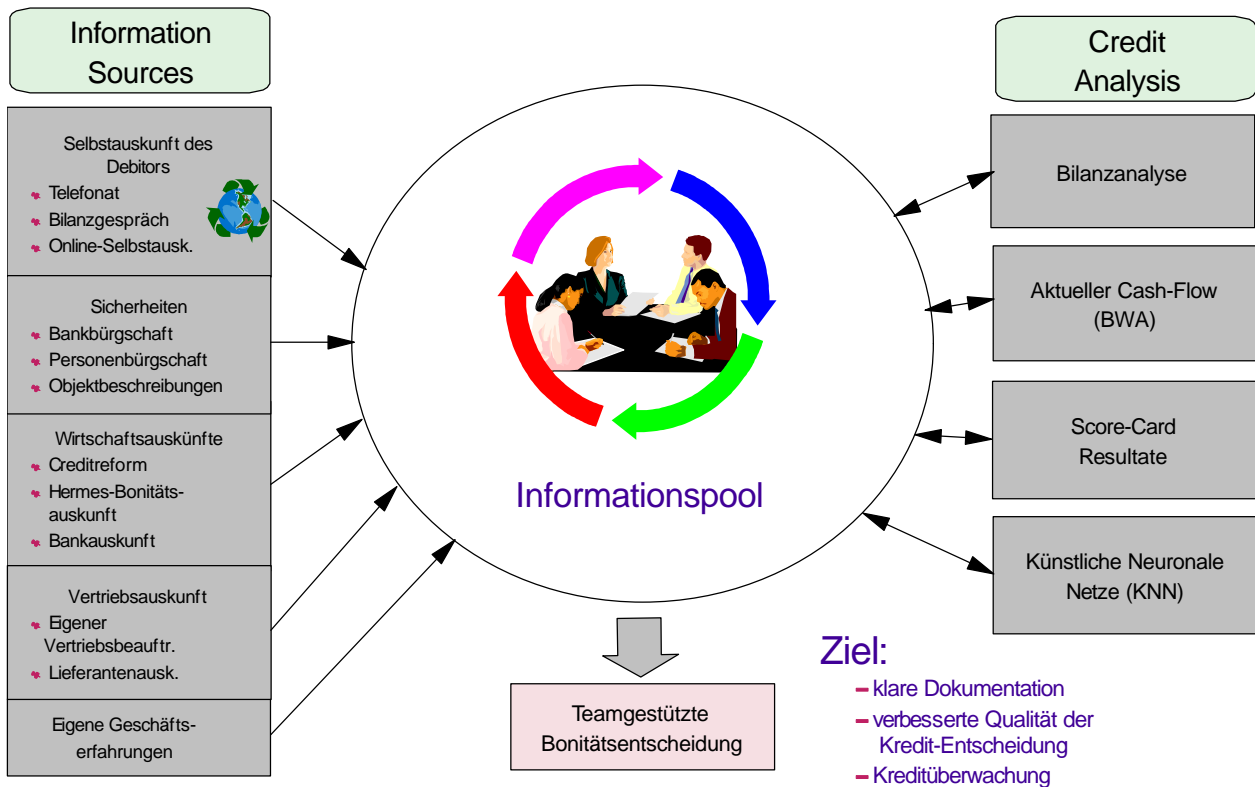 Information
Sources
Selbstauskunft des
Debitors
Telefonat
Bilanzgespräch
Online-Selbstausk.
Sicherheiten
Bankbürgschaft
Personenbürgschaft
Objektbeschreibungen
Wirtschaftsauskünfte
Creditreform
Hermes-Bonitäts-
auskunft
Bankauskunft
Vertriebsauskunft
Eigener
Vertriebsbeauftr.
Lieferantenausk.
Eigene Geschäfts-
erfahrungen
Informationspool
Teamgestützte
Bonitätsentscheidung
Credit
Analysis
Bilanzanalyse
Aktueller Cash-Flow
(BWA)
Score-Card
Resultate
Künstliche Neuronale
Netze (KNN)
Ziel:
– klare Dokumentation
– verbesserte Qualität der
Kredit-Entscheidung
– Kreditüberwachung